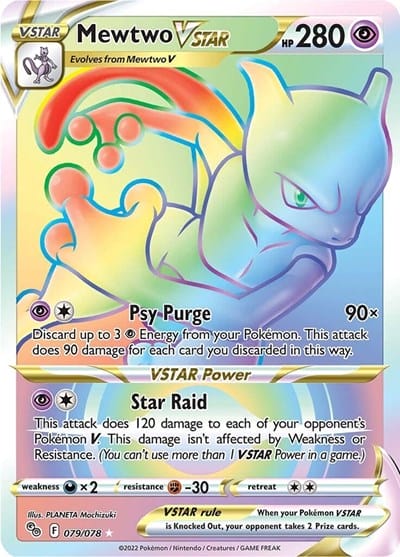 VSTAR Mewtwo VSTAR HP 280
Evolves from Mewtwo V
Psy Purge 90×
Discard up to 3 Energy from your Pokémon. This attack
does 90 damage for each card you discarded in this way.
VSTAR Power
Star Raid
This attack does 120 damage to each of your opponent's
Pokémon V. This damage isn't affected by Weakness or
Resistance. (You can't use more than 1 VSTAR Power in a game.)
weakness ×2 resistance -30 retreat
Illus. PLANETA Mochizuki
F 079/078
VSTAR rule When your Pokémon VSTAR
is Knocked Out, your opponent takes 2 Prize cards.
©2022 Pokémon / Nintendo / Creatures / GAME FREAK